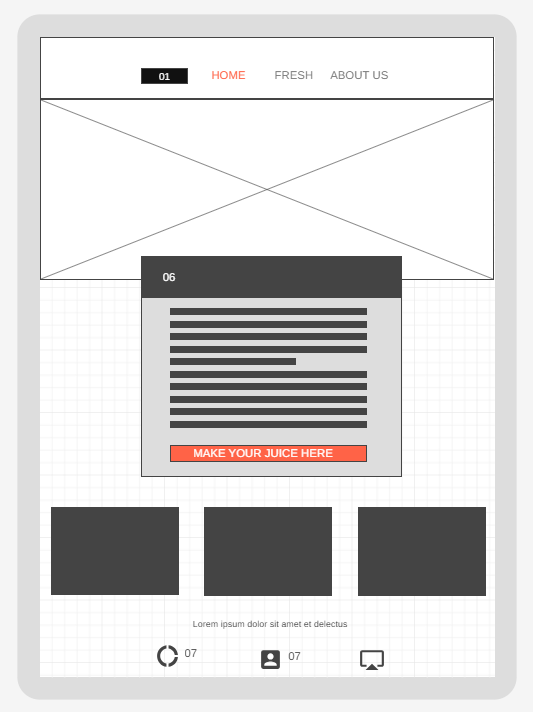 01 HOME FRESH ABOUT US
06
MAKE YOUR JUICE HERE
Lorem ipsum dolor sit amet et delectus
07 07